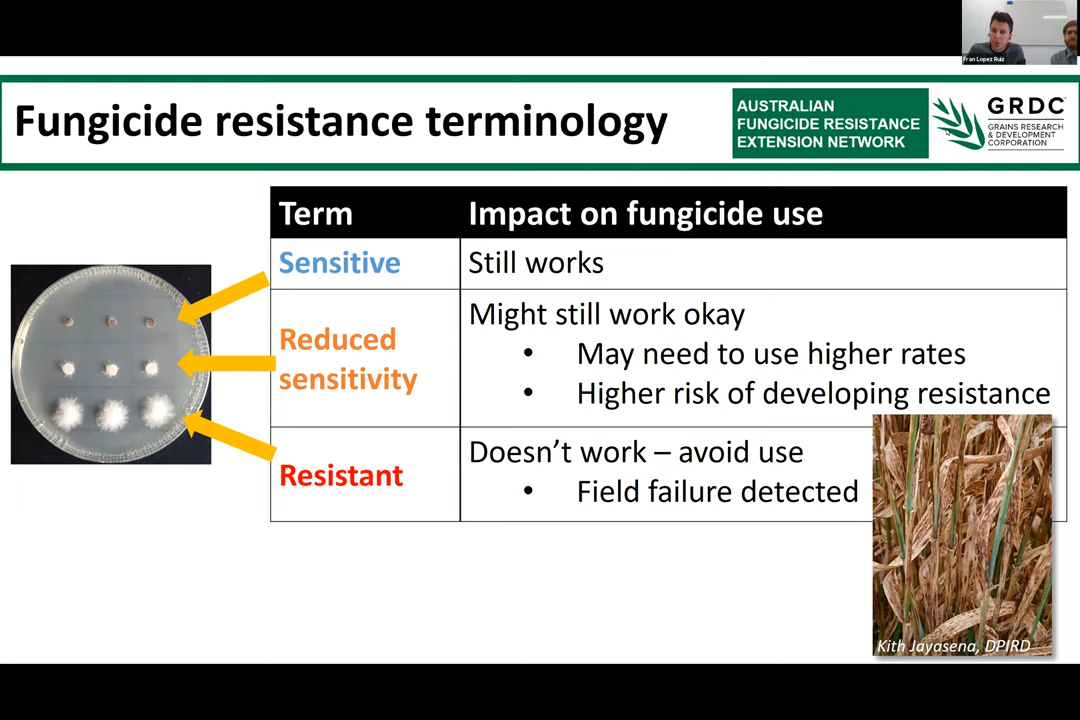 Fran Lopez Ruiz
Fungicide resistance terminology
AUSTRALIAN
FUNGICIDE RESISTANCE
EXTENSION NETWORK
GRDC
GRAINS RESEARCH
& DEVELOPMENT
CORPORATION
Term
Impact on fungicide use
Sensitive
Still works
Reduced
sensitivity
Might still work okay
• May need to use higher rates
• Higher risk of developing resistance
Resistant
Doesn't work – avoid use
• Field failure detected
Kith Jayasena, DPIRD